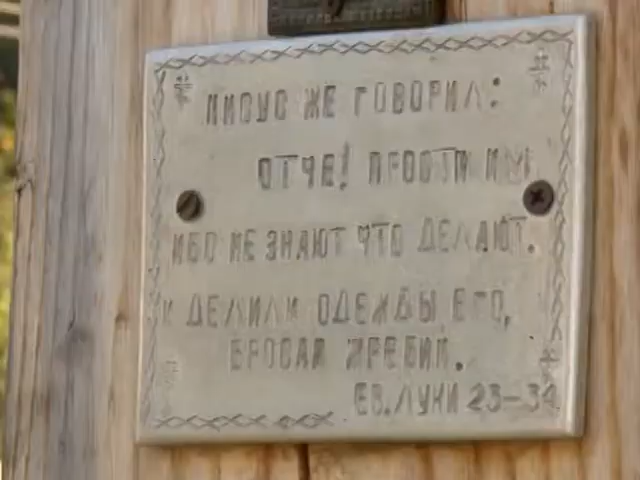 ИИСУС ЖЕ ГОВОРИЛ:
ОТЧЕ! ПРОСТИ ИМ
ИБО НЕ ЗНАЮТ ЧТО ДЕЛАЮТ.
И ДЕЛИЛИ ОДЕЖДЫ ЕГО,
БРОСАЯ ЖРЕБИЙ.
ЕВ. ЛУКИ 23-34